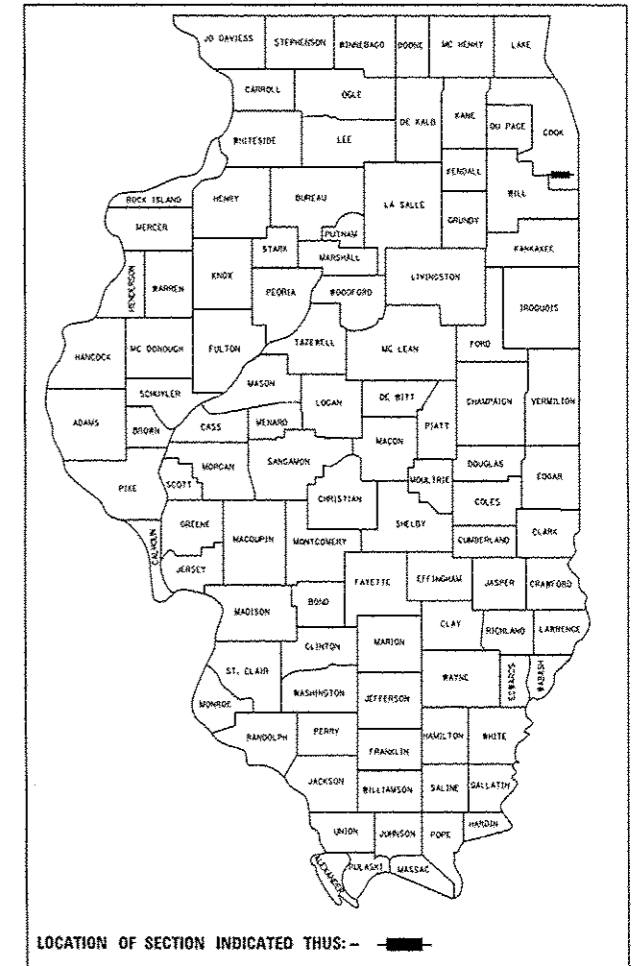 JO DAVIESS STEPHENSON WINNEBAGO BOONE MC HENRY LAKE
CARROLL OGLE DE KALB KANE DU PAGE COOK
WHITESIDE LEE
KENDALL WILL
ROCK ISLAND HENRY BUREAU LA SALLE GRUNDY
MERCER PUTNAM KANKAKEE
STARK MARSHALL
HENDERSON WARREN KNOX PEORIA WOODFORD LIVINGSTON IROQUOIS
HANCOCK MC DONOUGH FULTON TAZEWELL MC LEAN FORD
MASON
SCHUYLER LOGAN DE WITT CHAMPAIGN VERMILION
ADAMS BROWN CASS MENARD MACON PIATT
PIKE SCOTT MORGAN SANGAMON MOULTRIE DOUGLAS EDGAR
CHRISTIAN COLES
CALHOUN GREENE MACOUPIN MONTGOMERY SHELBY CUMBERLAND CLARK
JERSEY FAYETTE EFFINGHAM JASPER CRAWFORD
MADISON BOND
CLINTON MARION CLAY RICHLAND LAWRENCE
ST. CLAIR WASHINGTON WAYNE EDWARDS WABASH
MONROE JEFFERSON
RANDOLPH PERRY FRANKLIN HAMILTON WHITE
JACKSON WILLIAMSON SALINE GALLATIN
UNION JOHNSON POPE HARDIN
ALEXANDER PULASKI MASSAC
LOCATION OF SECTION INDICATED THUS:-